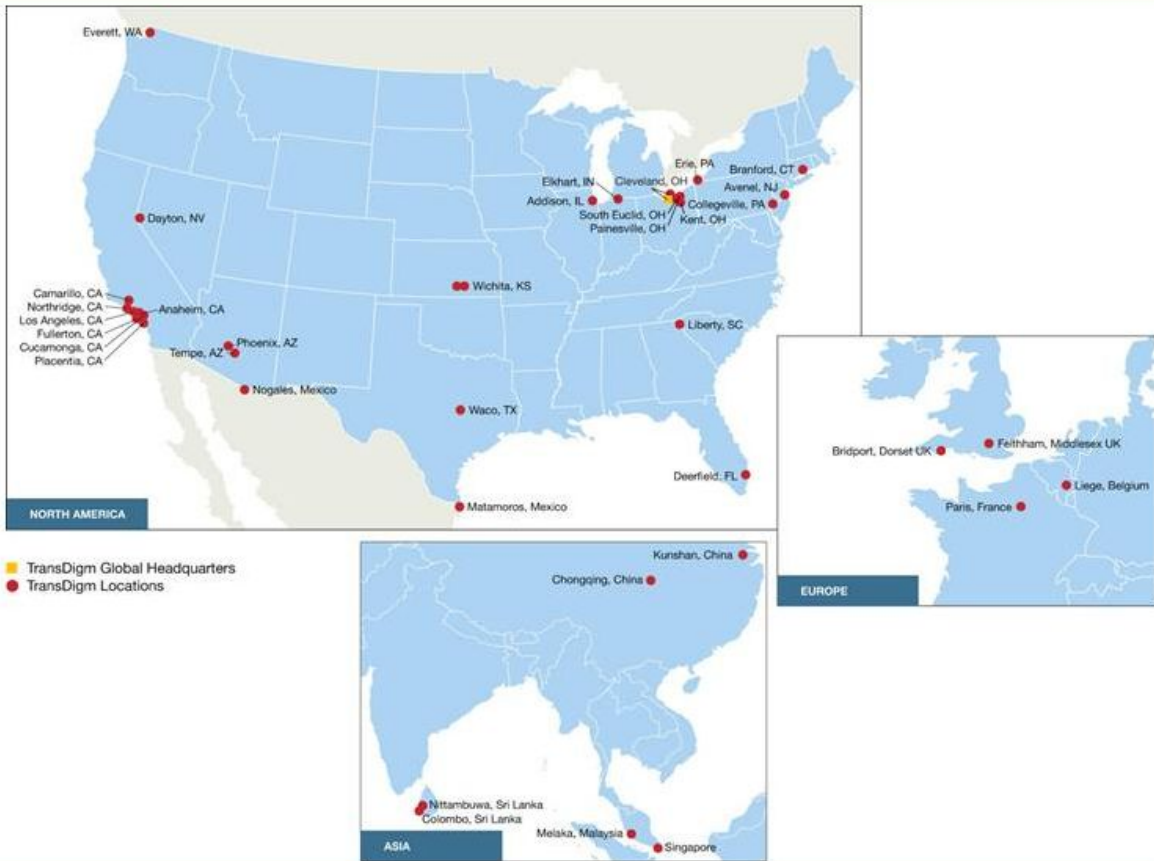 Everett, WA
Erie, PA
Branford, CT
Elkhart, IN
Cleveland, OH
Avenel, NJ
Addison, IL
Collegeville, PA
South Euclid, OH
Kent, OH
Painesville, OH
Dayton, NV
Wichita, KS
Camarillo, CA
Northridge, CA
Anaheim, CA
Los Angeles, CA
Fullerton, CA
Cucamonga, CA
Placentia, CA
Liberty, SC
Phoenix, AZ
Tempe, AZ
Nogales, Mexico
Waco, TX
Deerfield, FL
Matamoros, Mexico
NORTH AMERICA
Bridport, Dorset UK
Feithham, Middlesex UK
Liege, Belgium
Paris, France
EUROPE
TransDigm Global Headquarters
TransDigm Locations
Kunshan, China
Chongqing, China
Nittambuwa, Sri Lanka
Colombo, Sri Lanka
Melaka, Malaysia
Singapore
ASIA